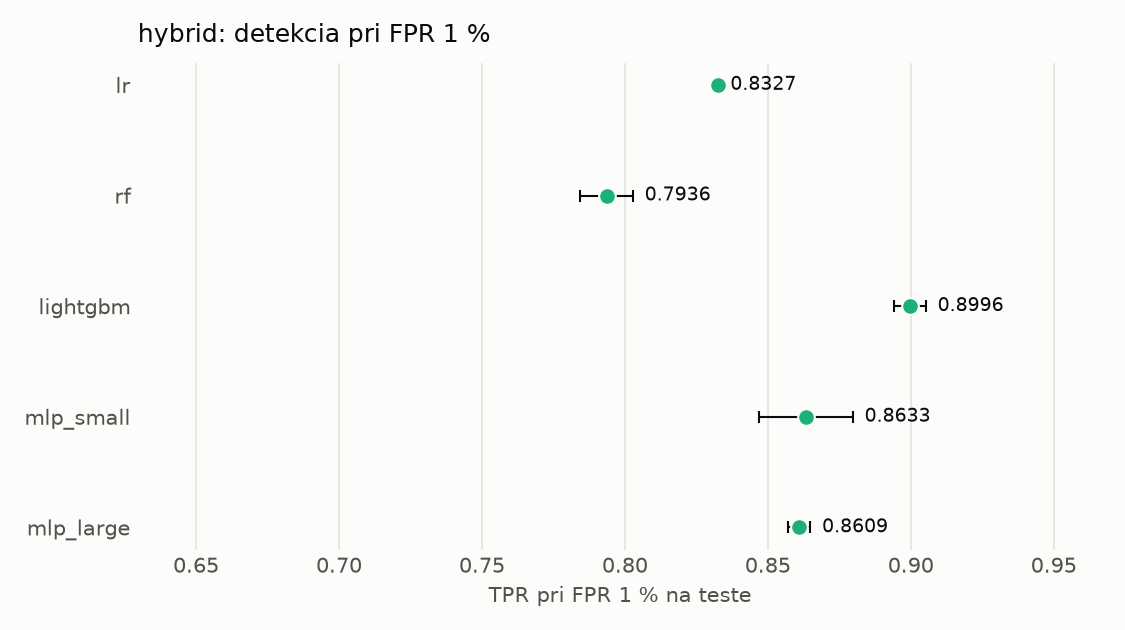 hybrid: detekcia pri FPR 1 %
lr
0.8327
rf
0.7936
lightgbm
0.8996
mlp_small
0.8633
mlp_large
0.8609
0.65 0.70 0.75 0.80 0.85 0.90 0.95
TPR pri FPR 1 % na teste